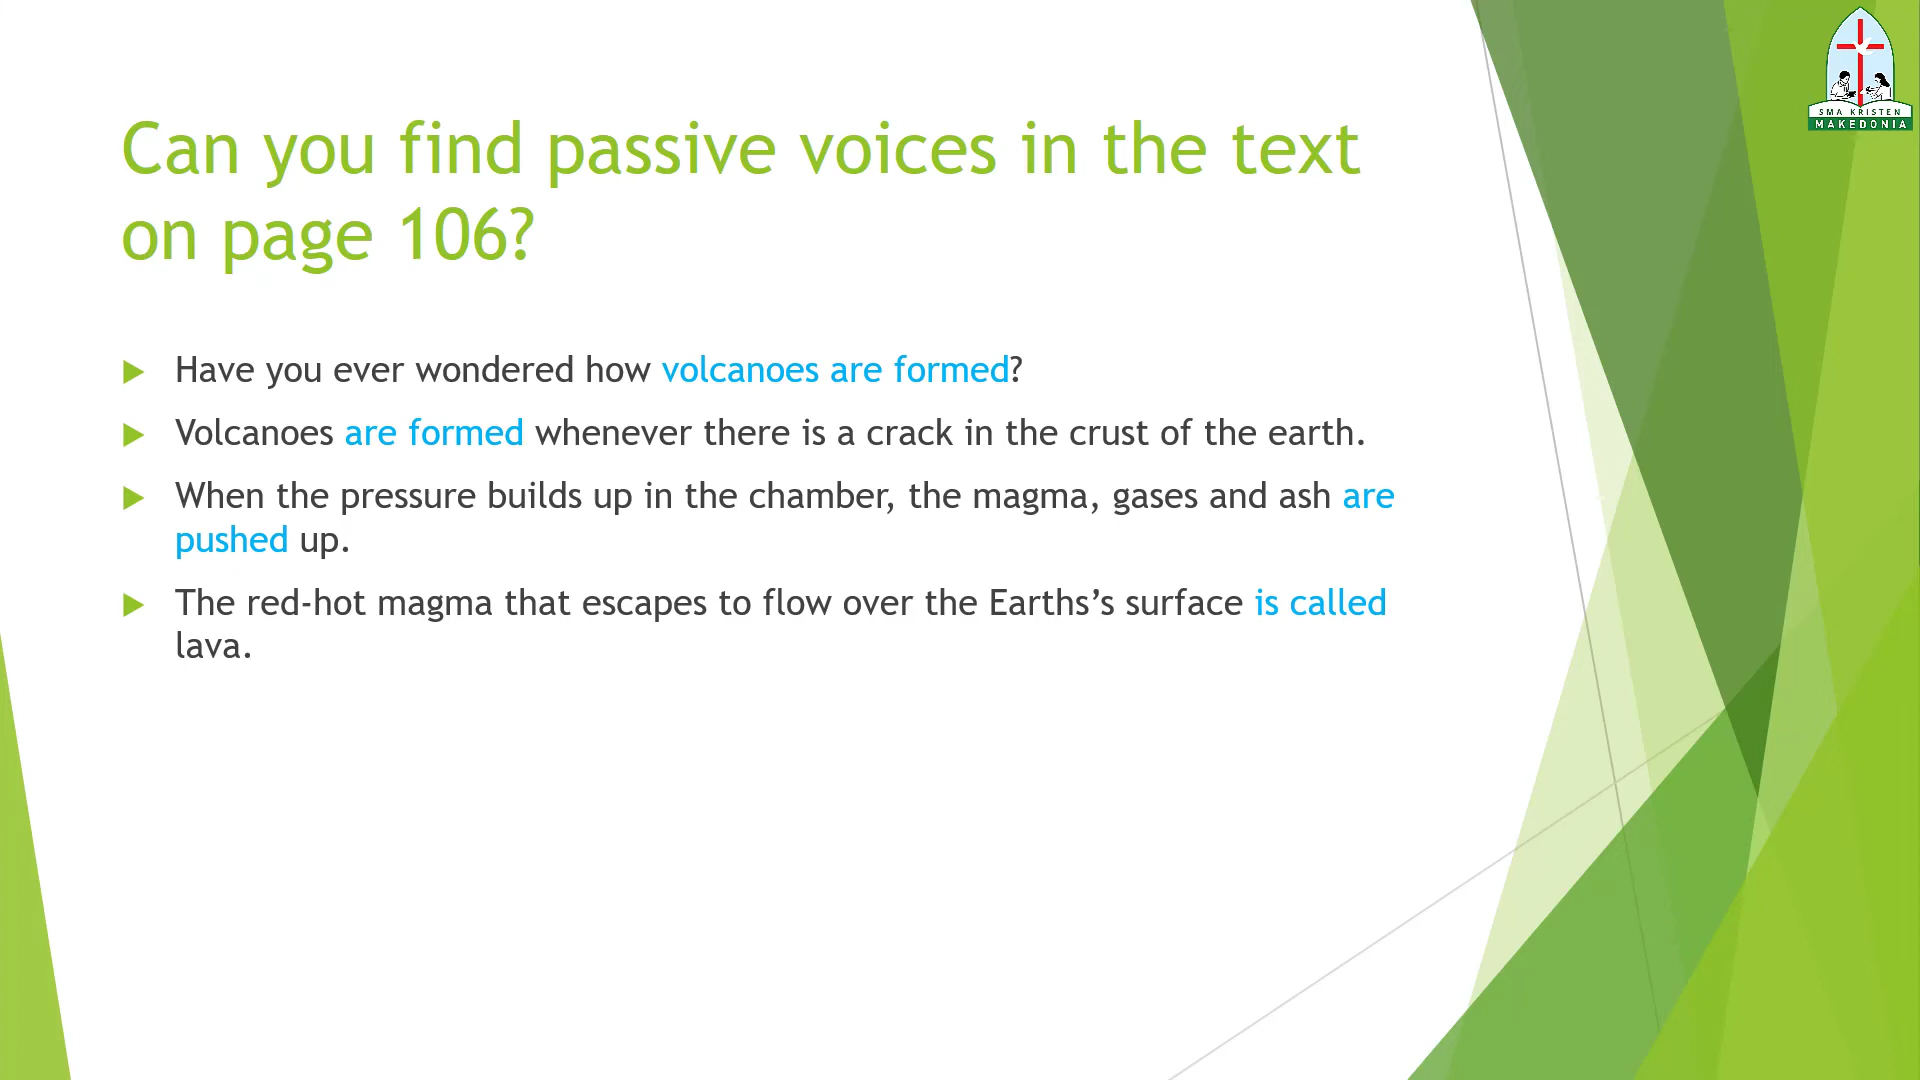 SMA KRISTEN
MAKEDONIA
Can you find passive voices in the text
on page 106?
Have you ever wondered how volcanoes are formed?
Volcanoes are formed whenever there is a crack in the crust of the earth.
When the pressure builds up in the chamber, the magma, gases and ash are
pushed up.
The red-hot magma that escapes to flow over the Earths’s surface is called
lava.